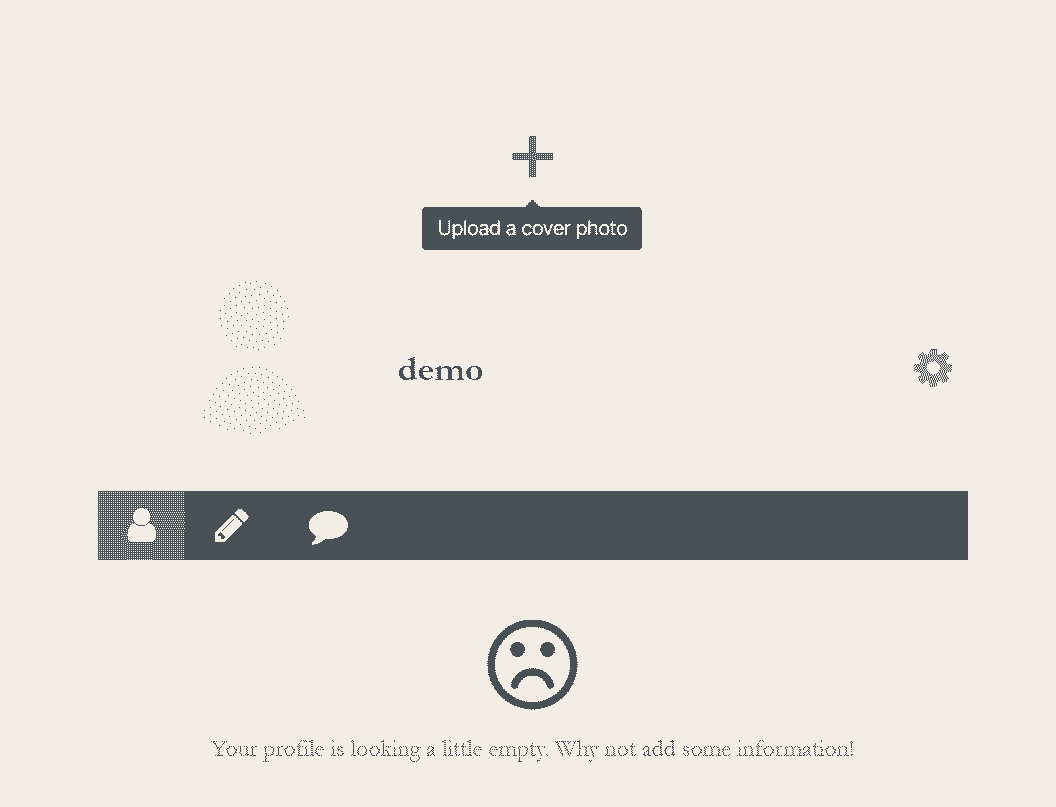 Upload a cover photo
demo
Your profile is looking a little empty. Why not add some information!